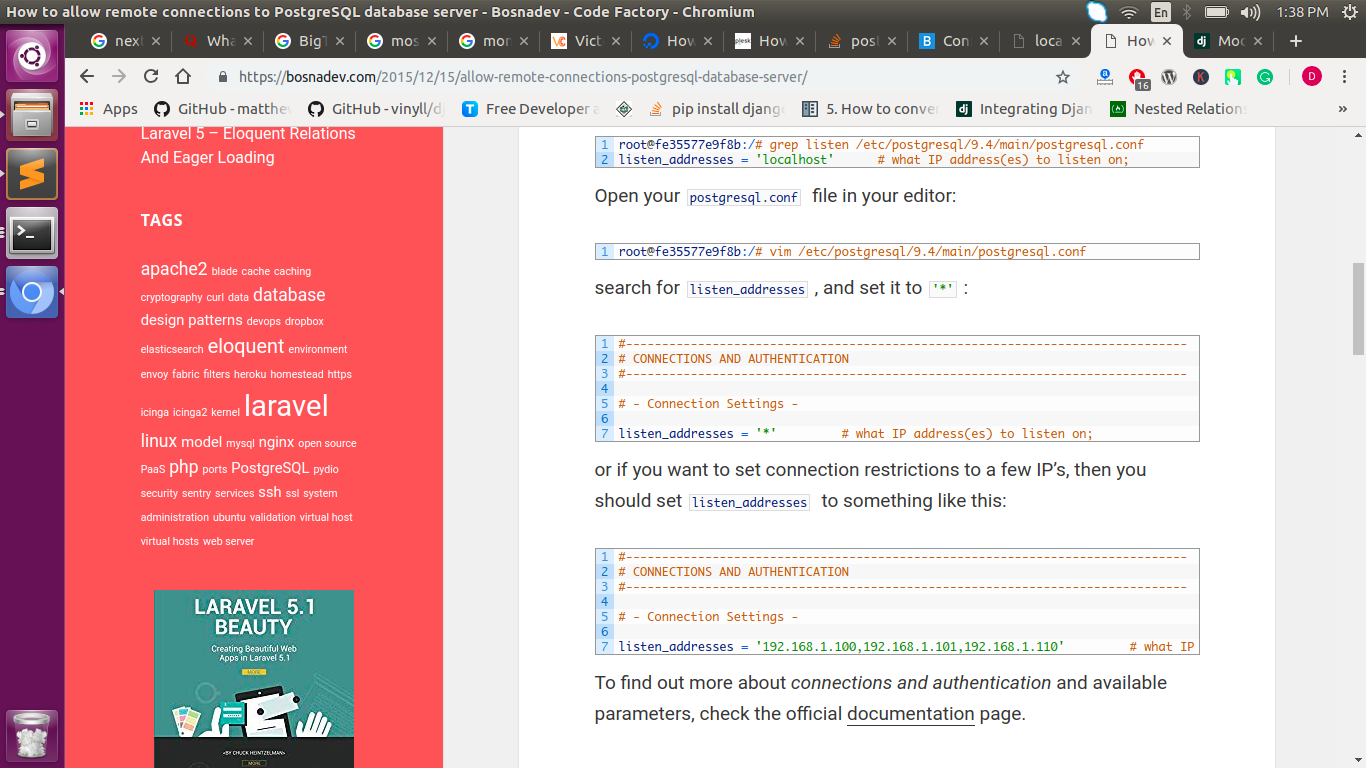 How to allow remote connections to PostgreSQL database server - Bosnadev - Code Factory - Chromium
En
1:38 PM
next
Wha
BigT
mos
mon
VC
Vict
How
plesk
How
post
B
Con
loca
How
dj
Moc
https://bosnadev.com/2015/12/15/allow-remote-connections-postgresql-database-server/
16
K
D
Apps
GitHub - matthew
GitHub - vinyll/dj
T
Free Developer a
pip install django
5. How to conver
dj
Integrating Djan
Nested Relations
»
Laravel 5 – Eloquent Relations
And Eager Loading
TAGS
apache2 blade cache caching
cryptography curl data database
design patterns devops dropbox
elasticsearch eloquent environment
envoy fabric filters heroku homestead https
icinga icinga2 kernel laravel
linux model mysql nginx open source
PaaS php ports PostgreSQL pydio
security sentry services ssh ssl system
administration ubuntu validation virtual host
virtual hosts web server
LARAVEL 5.1
BEAUTY
Creating Beautiful Web
Apps in Laravel 5.1
MORE
<BY CHUCK HEINTZELMAN>
MORE
1 root@fe35577e9f8b:/# grep listen /etc/postgresql/9.4/main/postgresql.conf
2 listen_addresses = 'localhost' # what IP address(es) to listen on;
Open your postgresql.conf file in your editor:
1 root@fe35577e9f8b:/# vim /etc/postgresql/9.4/main/postgresql.conf
search for listen_addresses , and set it to '*' :
1 #------------------------------------------------------------------------------
2 # CONNECTIONS AND AUTHENTICATION
3 #------------------------------------------------------------------------------
4
5 # - Connection Settings -
6
7 listen_addresses = '*' # what IP address(es) to listen on;
or if you want to set connection restrictions to a few IP’s, then you
should set listen_addresses to something like this:
1 #------------------------------------------------------------------------------
2 # CONNECTIONS AND AUTHENTICATION
3 #------------------------------------------------------------------------------
4
5 # - Connection Settings -
6
7 listen_addresses = '192.168.1.100,192.168.1.101,192.168.1.110' # what IP
To find out more about connections and authentication and available
parameters, check the official documentation page.